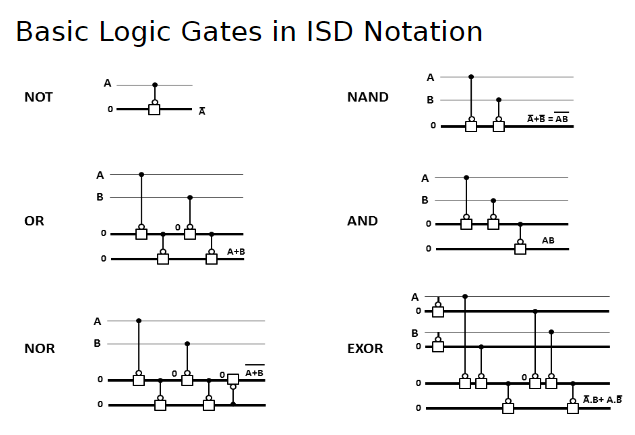 Basic Logic Gates in ISD Notation
NOT
A
0
A̅
NAND
A
B
0
A̅+B̅ = A̅B̅
OR
A
B
0
0
0
A+B
AND
A
B
0
0
AB
NOR
A
B
0
0
0
A̅+̅B̅
0
EXOR
A
0
B
0
0
0
A̅.B+ A.B̅
0